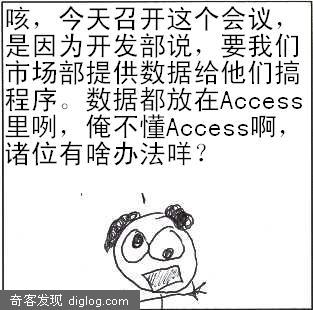 咳，今天召开这个会议，
是因为开发部说，要我们
市场部提供数据给他们搞
程序。数据都放在Access
里咧，俺不懂Access啊，
诸位有啥办法咩？
奇客发现 diglog.com